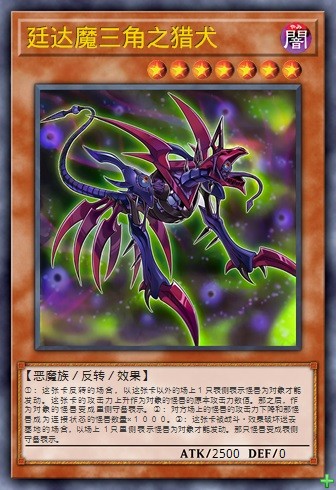 廷达魔三角之猎犬
闇
【恶魔族／反转／效果】
①：这张卡反转的场合，以这张卡以外的场上１只表侧表示怪兽为对象才能
发动。这张卡的攻击力上升作为对象的怪兽的原本攻击力数值。那之后，作
为对象的怪兽变成里侧守备表示。②：对方场上的怪兽的攻击力下降和那怪
兽成为连接状态的怪兽数量×１０００。③：这张卡被战斗・效果破坏送去
墓地的场合，以场上１只里侧表示怪兽为对象才能发动。那只怪兽变成表侧
守备表示。
ATK/2500 DEF/0